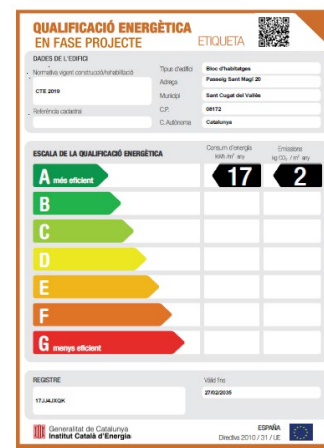 QUALIFICACIÓ ENERGÈTICA
EN FASE PROJECTE
ETIQUETA
DADES DE L'EDIFICI
Normativa vigent construcció/rehabilitació
CTE 2019
Referència cadastral
Tipus d'edifici Bloc d'habitatges
Adreça Passeig Sant Magí 20
Municipi Sant Cugat del Vallès
C.P. 08172
C. Autònoma Catalunya
ESCALA DE LA QUALIFICACIÓ ENERGÈTICA
Consum d'energia
kWh /m² any
Emissions
kg CO₂ / m² any
A més eficient 17 2
B
C
D
E
F
G menys eficient
REGISTRE
17JJ4JXQK
Vàlid fins
27/02/2035
Generalitat de Catalunya
Institut Català d'Energia
ESPAÑA
Directiva 2010 / 31 / UE